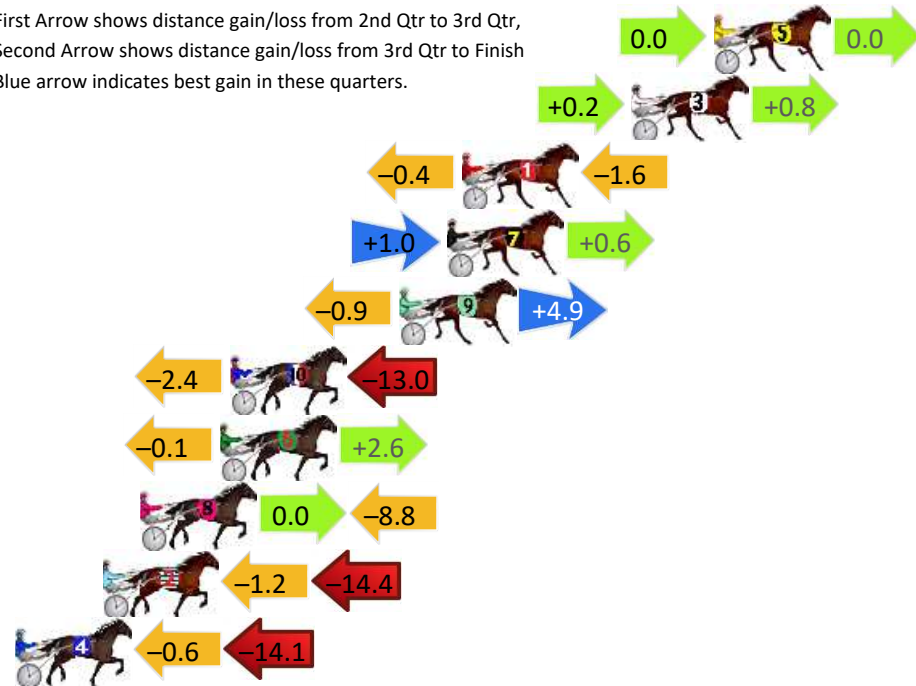 First Arrow shows distance gain/loss from 2nd Qtr to 3rd Qtr,
Second Arrow shows distance gain/loss from 3rd Qtr to Finish
Blue arrow indicates best gain in these quarters.
0.0 5 0.0
+0.2 3 +0.8
–0.4 1 –1.6
+1.0 7 +0.6
–0.9 9 +4.9
–2.4 10 –13.0
–0.1 6 +2.6
8 0.0 –8.8
2 –1.2 –14.4
4 –0.6 –14.1